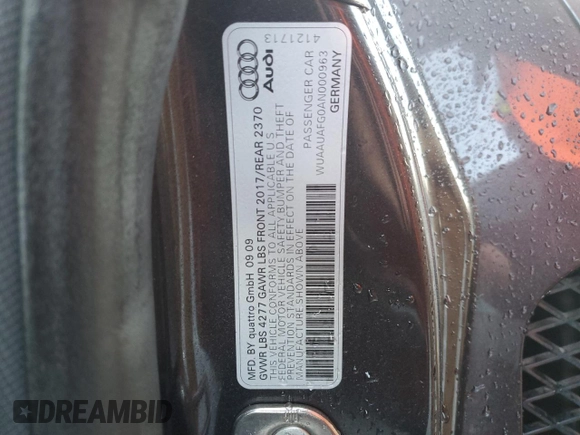 MFD. BY quattro GmbH 09 09
GVWR LBS 4277 GAWR LBS FRONT 2017/REAR 2370
THIS VEHICLE CONFORMS TO ALL APPLICABLE U S
FEDERAL MOTOR VEHICLE SAFETY BUMPER AND THEFT
PREVENTION STANDARDS IN EFFECT ON THE DATE OF
MANUFACTURE SHOWN ABOVE
PASSENGER CAR
WUAAUAFG0AN000963
GERMANY
4121713
Audi
DREAMBID